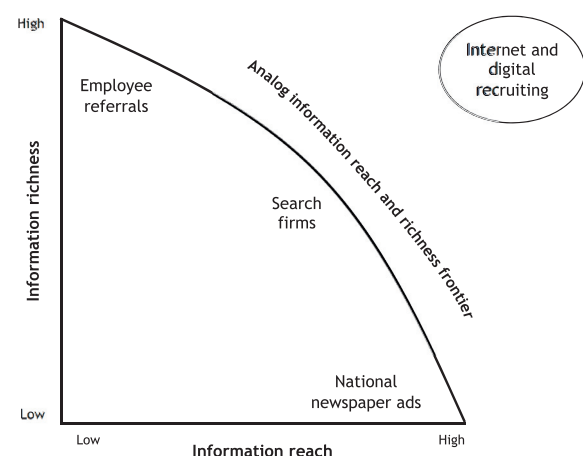 High
Internet and
digital
recruiting
Employee
referrals
Analog information reach and richness frontier
Information richness
Search
firms
National
newspaper ads
Low
Low
High
Information reach